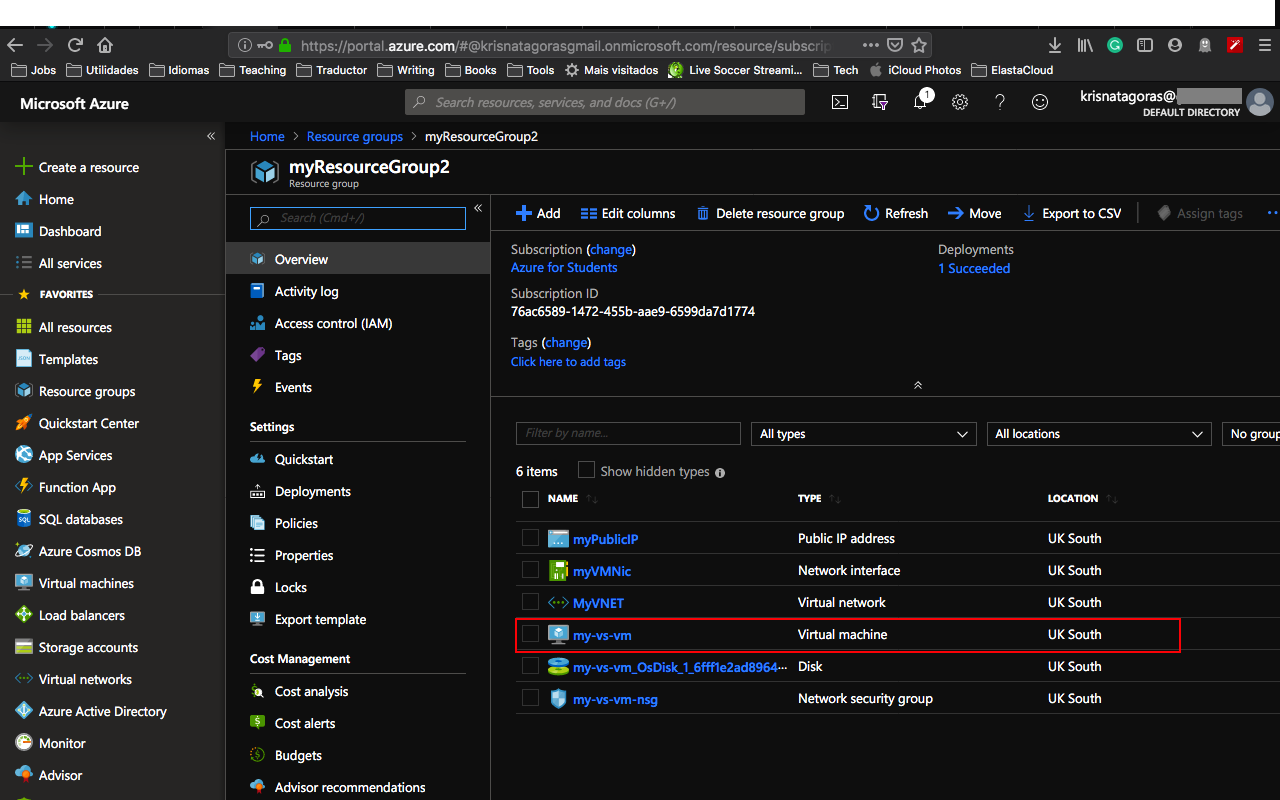 https://portal.azure.com/#@krisnatagorasgmail.onmicrosoft.com/resource/subscrip
Jobs Utilidades Idiomas Teaching Traductor Writing Books Tools Mais visitados Live Soccer Streami... Tech iCloud Photos ElastaCloud
Microsoft Azure
Search resources, services, and docs (G+/)
1
krisnatagoras@
DEFAULT DIRECTORY
«
Create a resource
Home
Dashboard
All services
FAVORITES
All resources
Templates
Resource groups
Quickstart Center
App Services
Function App
SQL databases
Azure Cosmos DB
Virtual machines
Load balancers
Storage accounts
Virtual networks
Azure Active Directory
Monitor
Advisor
Home > Resource groups > myResourceGroup2
myResourceGroup2
Resource group
Search (Cmd+/)
«
Overview
Activity log
Access control (IAM)
Tags
Events
Settings
Quickstart
Deployments
Policies
Properties
Locks
Export template
Cost Management
Cost analysis
Cost alerts
Budgets
Advisor recommendations
Add Edit columns Delete resource group Refresh Move Export to CSV Assign tags
Subscription (change)
Azure for Students
Subscription ID
76ac6589-1472-455b-aae9-6599da7d1774
Tags (change)
Click here to add tags
Deployments
1 Succeeded
Filter by name...
All types
All locations
No group
6 items Show hidden types
NAME TYPE LOCATION
myPublicIP Public IP address UK South
myVMNic Network interface UK South
MyVNET Virtual network UK South
my-vs-vm Virtual machine UK South
my-vs-vm_OsDisk_1_6fff1e2ad8964··· Disk UK South
my-vs-vm-nsg Network security group UK South